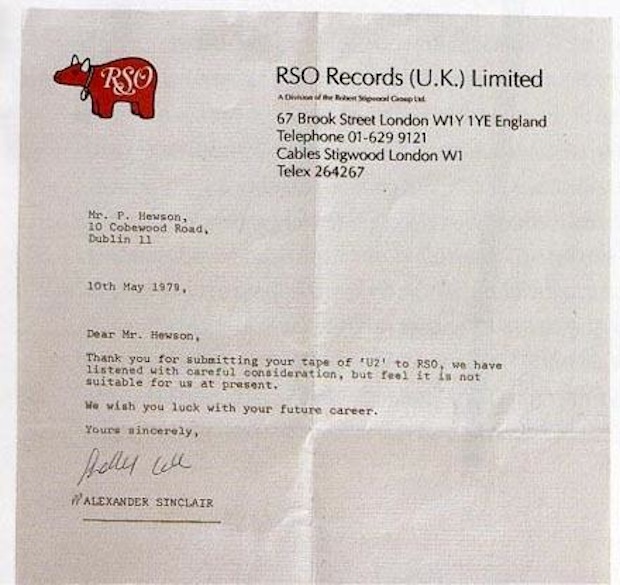 RSO
RSO Records (U.K.) Limited
A Division of the Robert Stigwood Group Ltd.
67 Brook Street London W1Y 1YE England
Telephone 01-629 9121
Cables Stigwood London W1
Telex 264267
Mr. P. Hewson,
10 Cobewood Road,
Dublin 11
10th May 1979,
Dear Mr. Hewson,
Thank you for submitting your tape of 'U2' to RSO, we have
listened with careful consideration, but feel it is not
suitable for us at present.
We wish you luck with your future career.
Yours sincerely,
ALEXANDER SINCLAIR